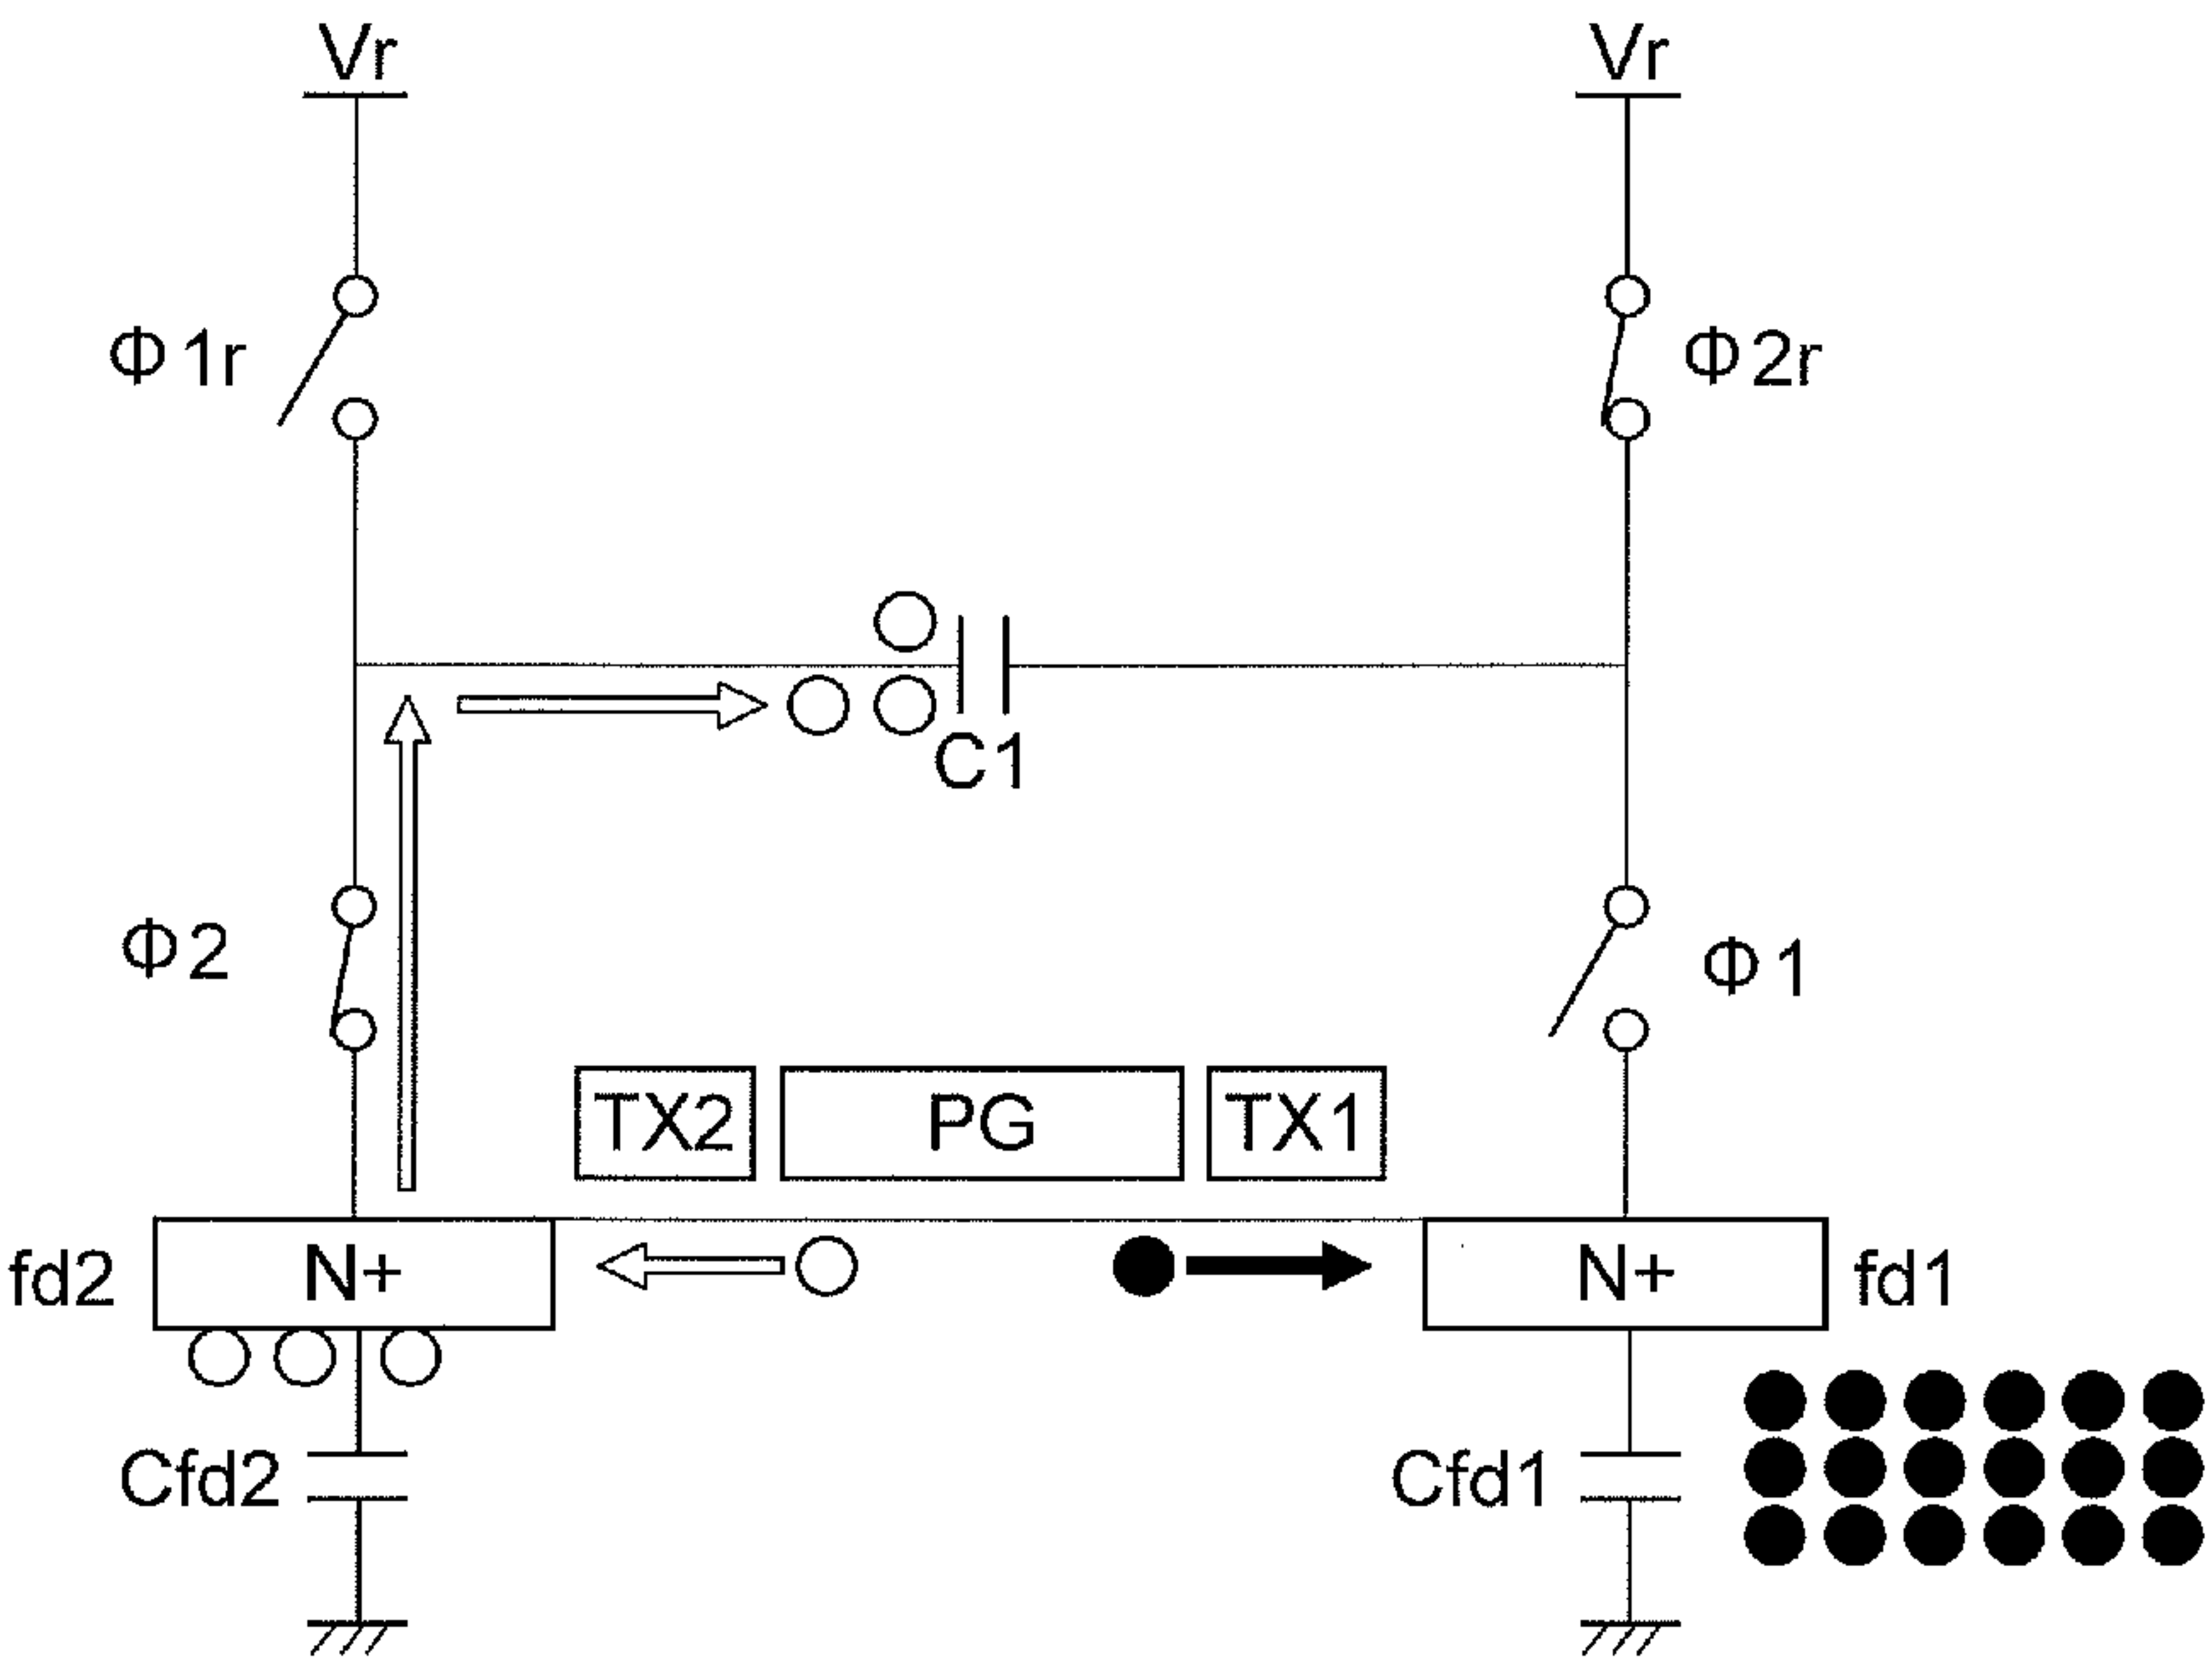 Vr
Vr
Φ1r
Φ2r
C1
Φ2
Φ1
TX2
PG
TX1
fd2
N+
N+
fd1
Cfd2
Cfd1